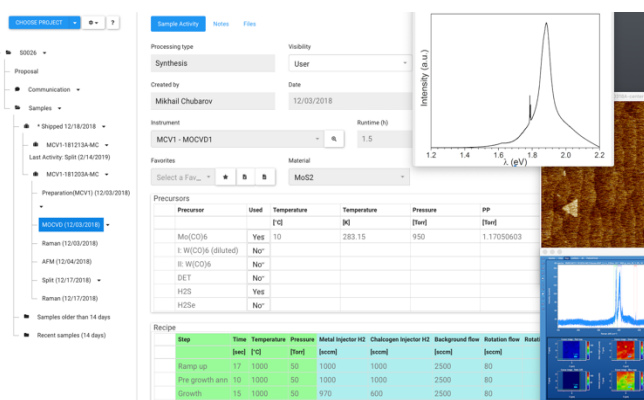 CHOOSE PROJECT
?
Sample Activity Notes Files
S0026
Proposal
Communication
Samples
* Shipped 12/18/2018
MCV1-181213A-MC
Last Activity: Split (2/14/2019)
MCV1-181203A-MC
Preparation(MCV1) (12/03/2018)
MOCVD (12/03/2018)
Raman (12/03/2018)
AFM (12/04/2018)
Split (12/17/2018)
Raman (12/17/2018)
Samples older than 14 days
Recent samples (14 days)
Processing type Visibility
Synthesis User
Created by Date
Mikhail Chubarov 12/03/2018
Instrument Runtime (h)
MCV1 - MOCVD1 1.5
Favorites Material
Select a Fav... MoS2
Precursors
Precursor Used Temperature Temperature Pressure PP
[°C] [K] [Torr] [Torr]
Mo(CO)6 Yes 10 283.15 950 1.17050603
I: W(CO)6 (diluted) No
II: W(CO)6 No
DET No
H2S Yes
H2Se No
Recipe
Step Time Temperature Pressure Metal Injector H2 Chalcogen Injector H2 Background flow Rotation flow
[sec] [°C] [Torr] [sccm] [sccm] [sccm] [sccm]
Ramp up 17 1000 50 1000 1000 2500 80
Pre growth ann 10 1000 50 1000 1000 2500 80
Growth 15 1000 50 970 600 2500 80
Intensity (a.u.)
1.2 1.4 1.6 1.8 2.0 2.2
λ (eV)